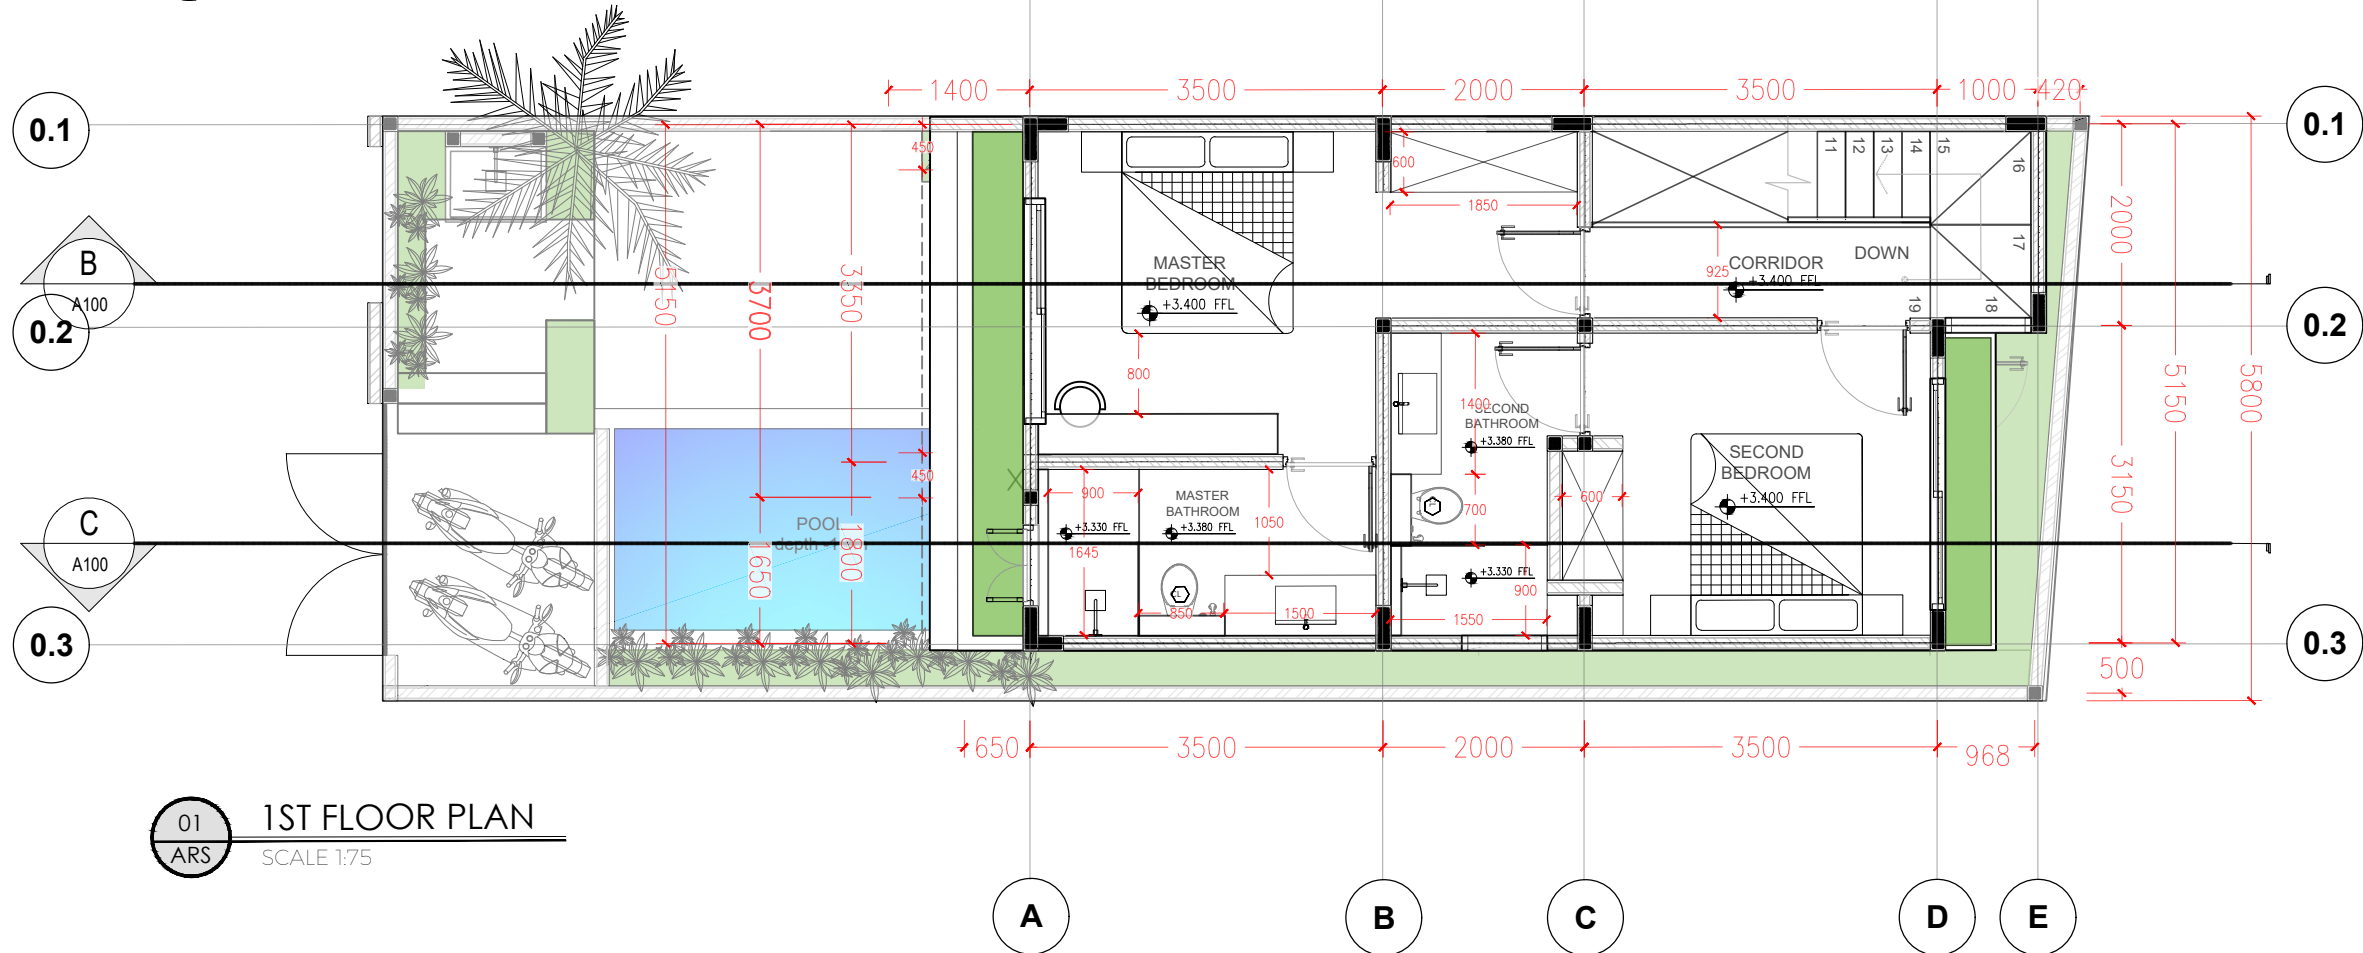 1400 3500 2000 3500 1000 420
0.1
0.1
450
600
1850
11 12 13 14 15 16
17
18
19
2000
B
A100
5150 3700 3350
MASTER
BEDROOM
+3.400 FFL
CORRIDOR
+3.400 FFL
DOWN
925
0.2
0.2
800
1400
SECOND
BATHROOM
+3.380 FFL
SECOND
BEDROOM
+3.400 FFL
3150
5150
5800
450
X
900
MASTER
BATHROOM
+3.330 FFL
+3.380 FFL
1645
1050
700
600
POOL
depth
1650
1800
C
A100
+3.330 FFL
900
850
1500
1550
0.3
0.3
500
650 3500 2000 3500 968
01
ARS
1ST FLOOR PLAN
SCALE 1:75
A B C D E